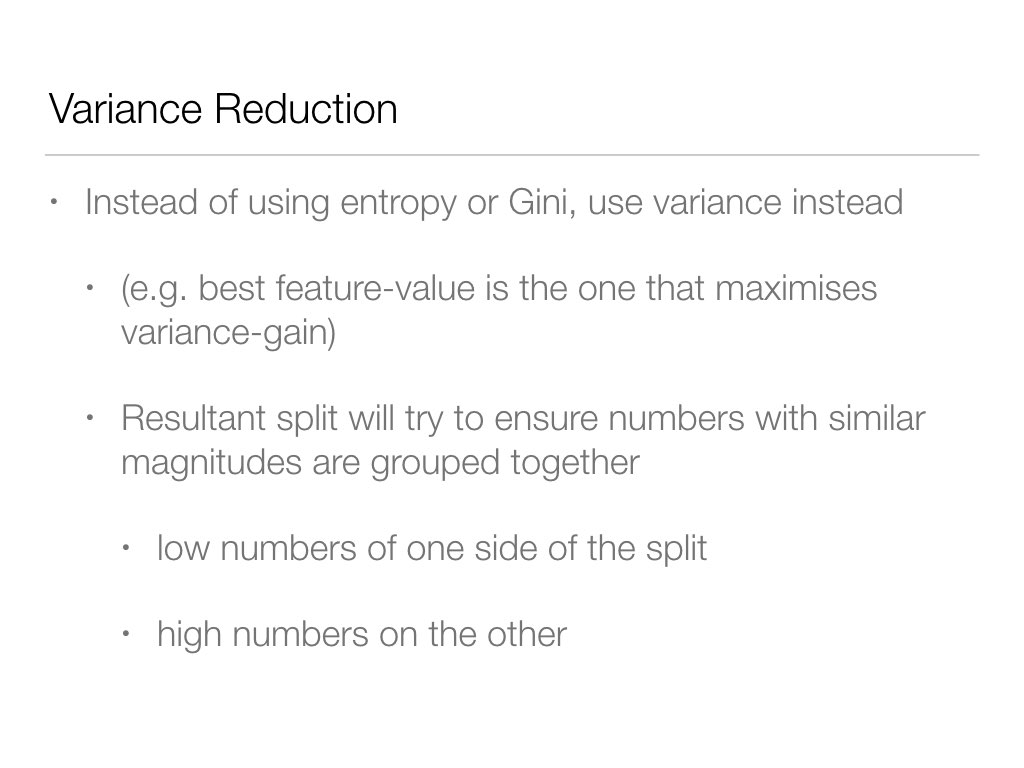 Variance Reduction
• Instead of using entropy or Gini, use variance instead
• (e.g. best feature-value is the one that maximises
variance-gain)
• Resultant split will try to ensure numbers with similar
magnitudes are grouped together
• low numbers of one side of the split
• high numbers on the other